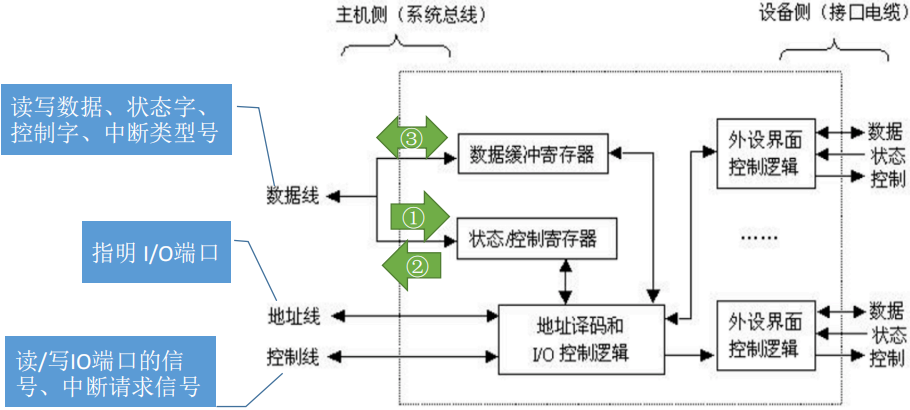 主机侧（系统总线）
设备侧（接口电缆）
读写数据、状态字、
控制字、中断类型号
③
数据缓冲寄存器
外设界面
控制逻辑
数据
状态
控制
数据线
①
状态/控制寄存器
②
指明 I/O端口
……
地址线
地址译码和
I/O 控制逻辑
外设界面
控制逻辑
数据
状态
控制
控制线
读/写IO端口的信
号、中断请求信号